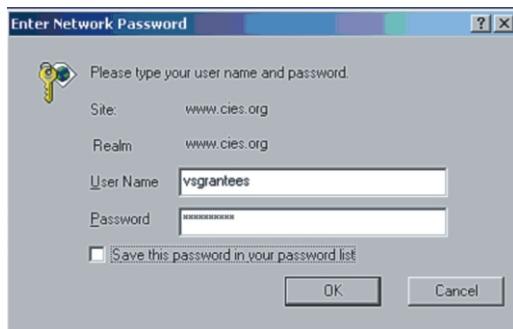 Enter Network Password
Please type your user name and password.
Site: www.cies.org
Realm www.cies.org
User Name vsgrantees
Password **********
Save this password in your password list
OK Cancel